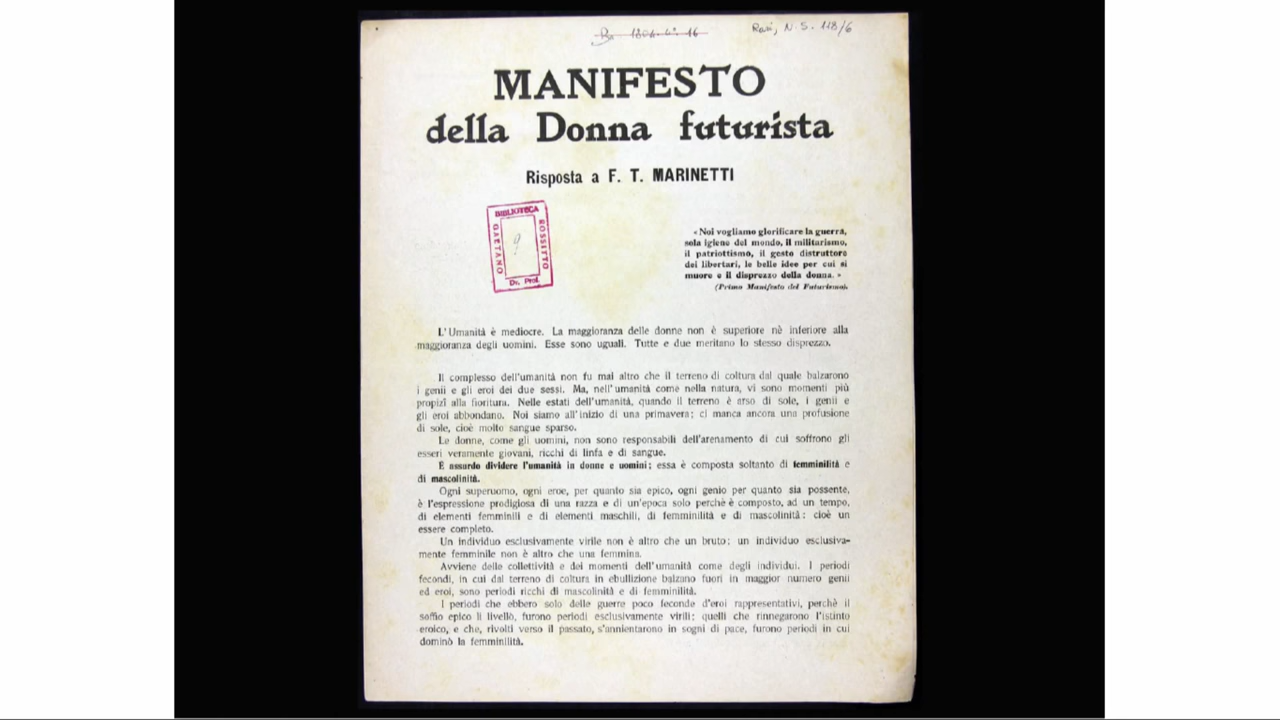 Rari, N. S. 118/6
MANIFESTO
della Donna futurista
Risposta a F. T. MARINETTI
BIBLIOTECA
GAETANO
ROSSITTO
9
Dr. Prof.
« Noi vogliamo glorificare la guerra,
sola igiene del mondo, il militarismo,
il patriottismo, il gesto distruttore
dei libertari, le belle idee per cui si
muore e il disprezzo della donna. »
(Primo Manifesto del Futurismo).
L'Umanità è mediocre. La maggioranza delle donne non è superiore nè inferiore alla
maggioranza degli uomini. Esse sono uguali. Tutte e due meritano lo stesso disprezzo.
Il complesso dell'umanità non fu mai altro che il terreno di coltura dal quale balzarono
i genii e gli eroi dei due sessi. Ma, nell'umanità come nella natura, vi sono momenti più
propizî alla fioritura. Nelle estati dell'umanità, quando il terreno è arso di sole, i genii e
gli eroi abbondano. Noi siamo all'inizio di una primavera; ci manca ancora una profusione
di sole, cioè molto sangue sparso.
Le donne, come gli uomini, non sono responsabili dell'arenamento di cui soffrono gli
esseri veramente giovani, ricchi di linfa e di sangue.
È assurdo dividere l'umanità in donne e uomini; essa è composta soltanto di femminilità e
di mascolinità.
Ogni superuomo, ogni eroe, per quanto sia epico, ogni genio per quanto sia possente,
è l'espressione prodigiosa di una razza e di un'epoca solo perchè è composto, ad un tempo,
di elementi femminili e di elementi maschili, di femminilità e di mascolinità: cioè un
essere completo.
Un individuo esclusivamente virile non è altro che un bruto; un individuo esclusiva-
mente femminile non è altro che una femmina.
Avviene delle collettività e dei momenti dell'umanità come degli individui. I periodi
fecondi, in cui dal terreno di coltura in ebullizione balzano fuori in maggior numero genii
ed eroi, sono periodi ricchi di mascolinità e di femminilità.
I periodi che ebbero solo delle guerre poco feconde d'eroi rappresentativi, perchè il
soffio epico li livellò, furono periodi esclusivamente virili; quelli che rinnegarono l'istinto
eroico, e che, rivolti verso il passato, s'annientarono in sogni di pace, furono periodi in cui
dominò la femminilità.